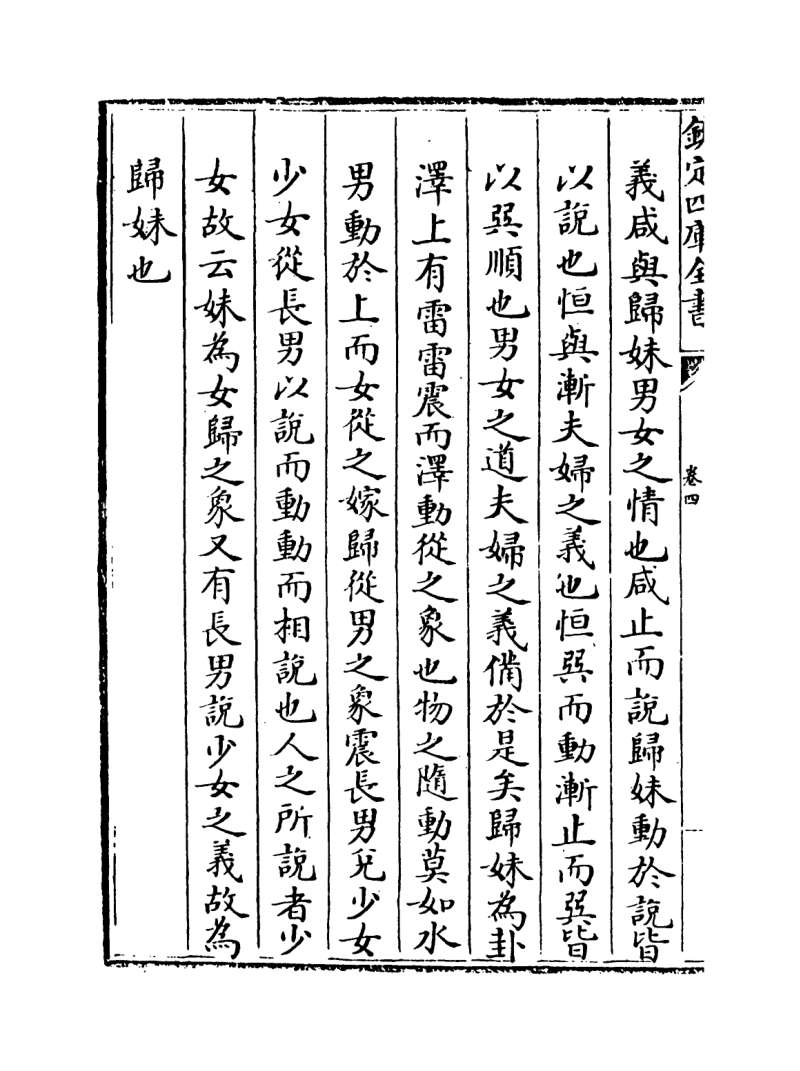 欽定四庫全書
卷四
義咸與歸妹男女之情也咸止而說歸妹動於說皆
以說也恒與漸夫婦之義也恒巽而動漸止而巽皆
以巽順也男女之道夫婦之義備於是矣歸妹為卦
澤上有雷雷震而澤動從之象也物之隨動莫如水
男動於上而女從之嫁歸從男之象震長男兌少女
少女從長男以說而動動而相說也人之所說者少
女故云妹為女歸之象又有長男說少女之義故為
歸妹也